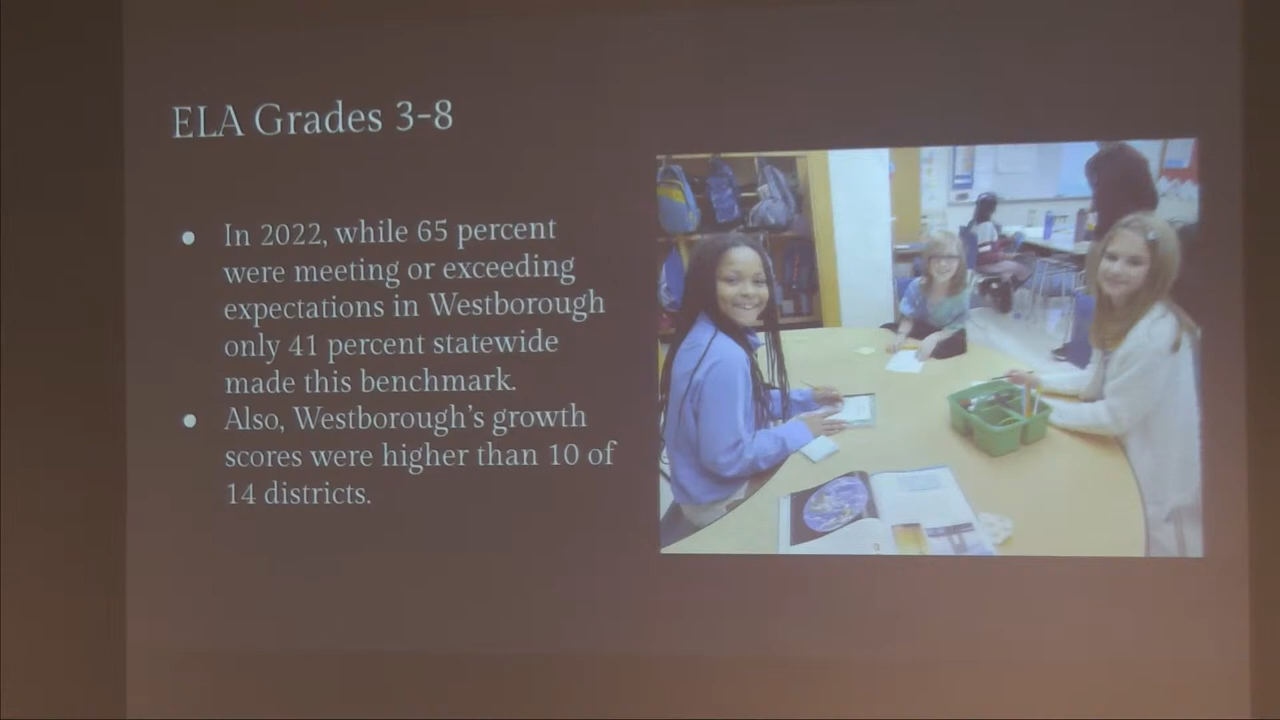 ELA Grades 3-8
● In 2022, while 65 percent
were meeting or exceeding
expectations in Westborough
only 41 percent statewide
made this benchmark.
● Also, Westborough's growth
scores were higher than 10 of
14 districts.